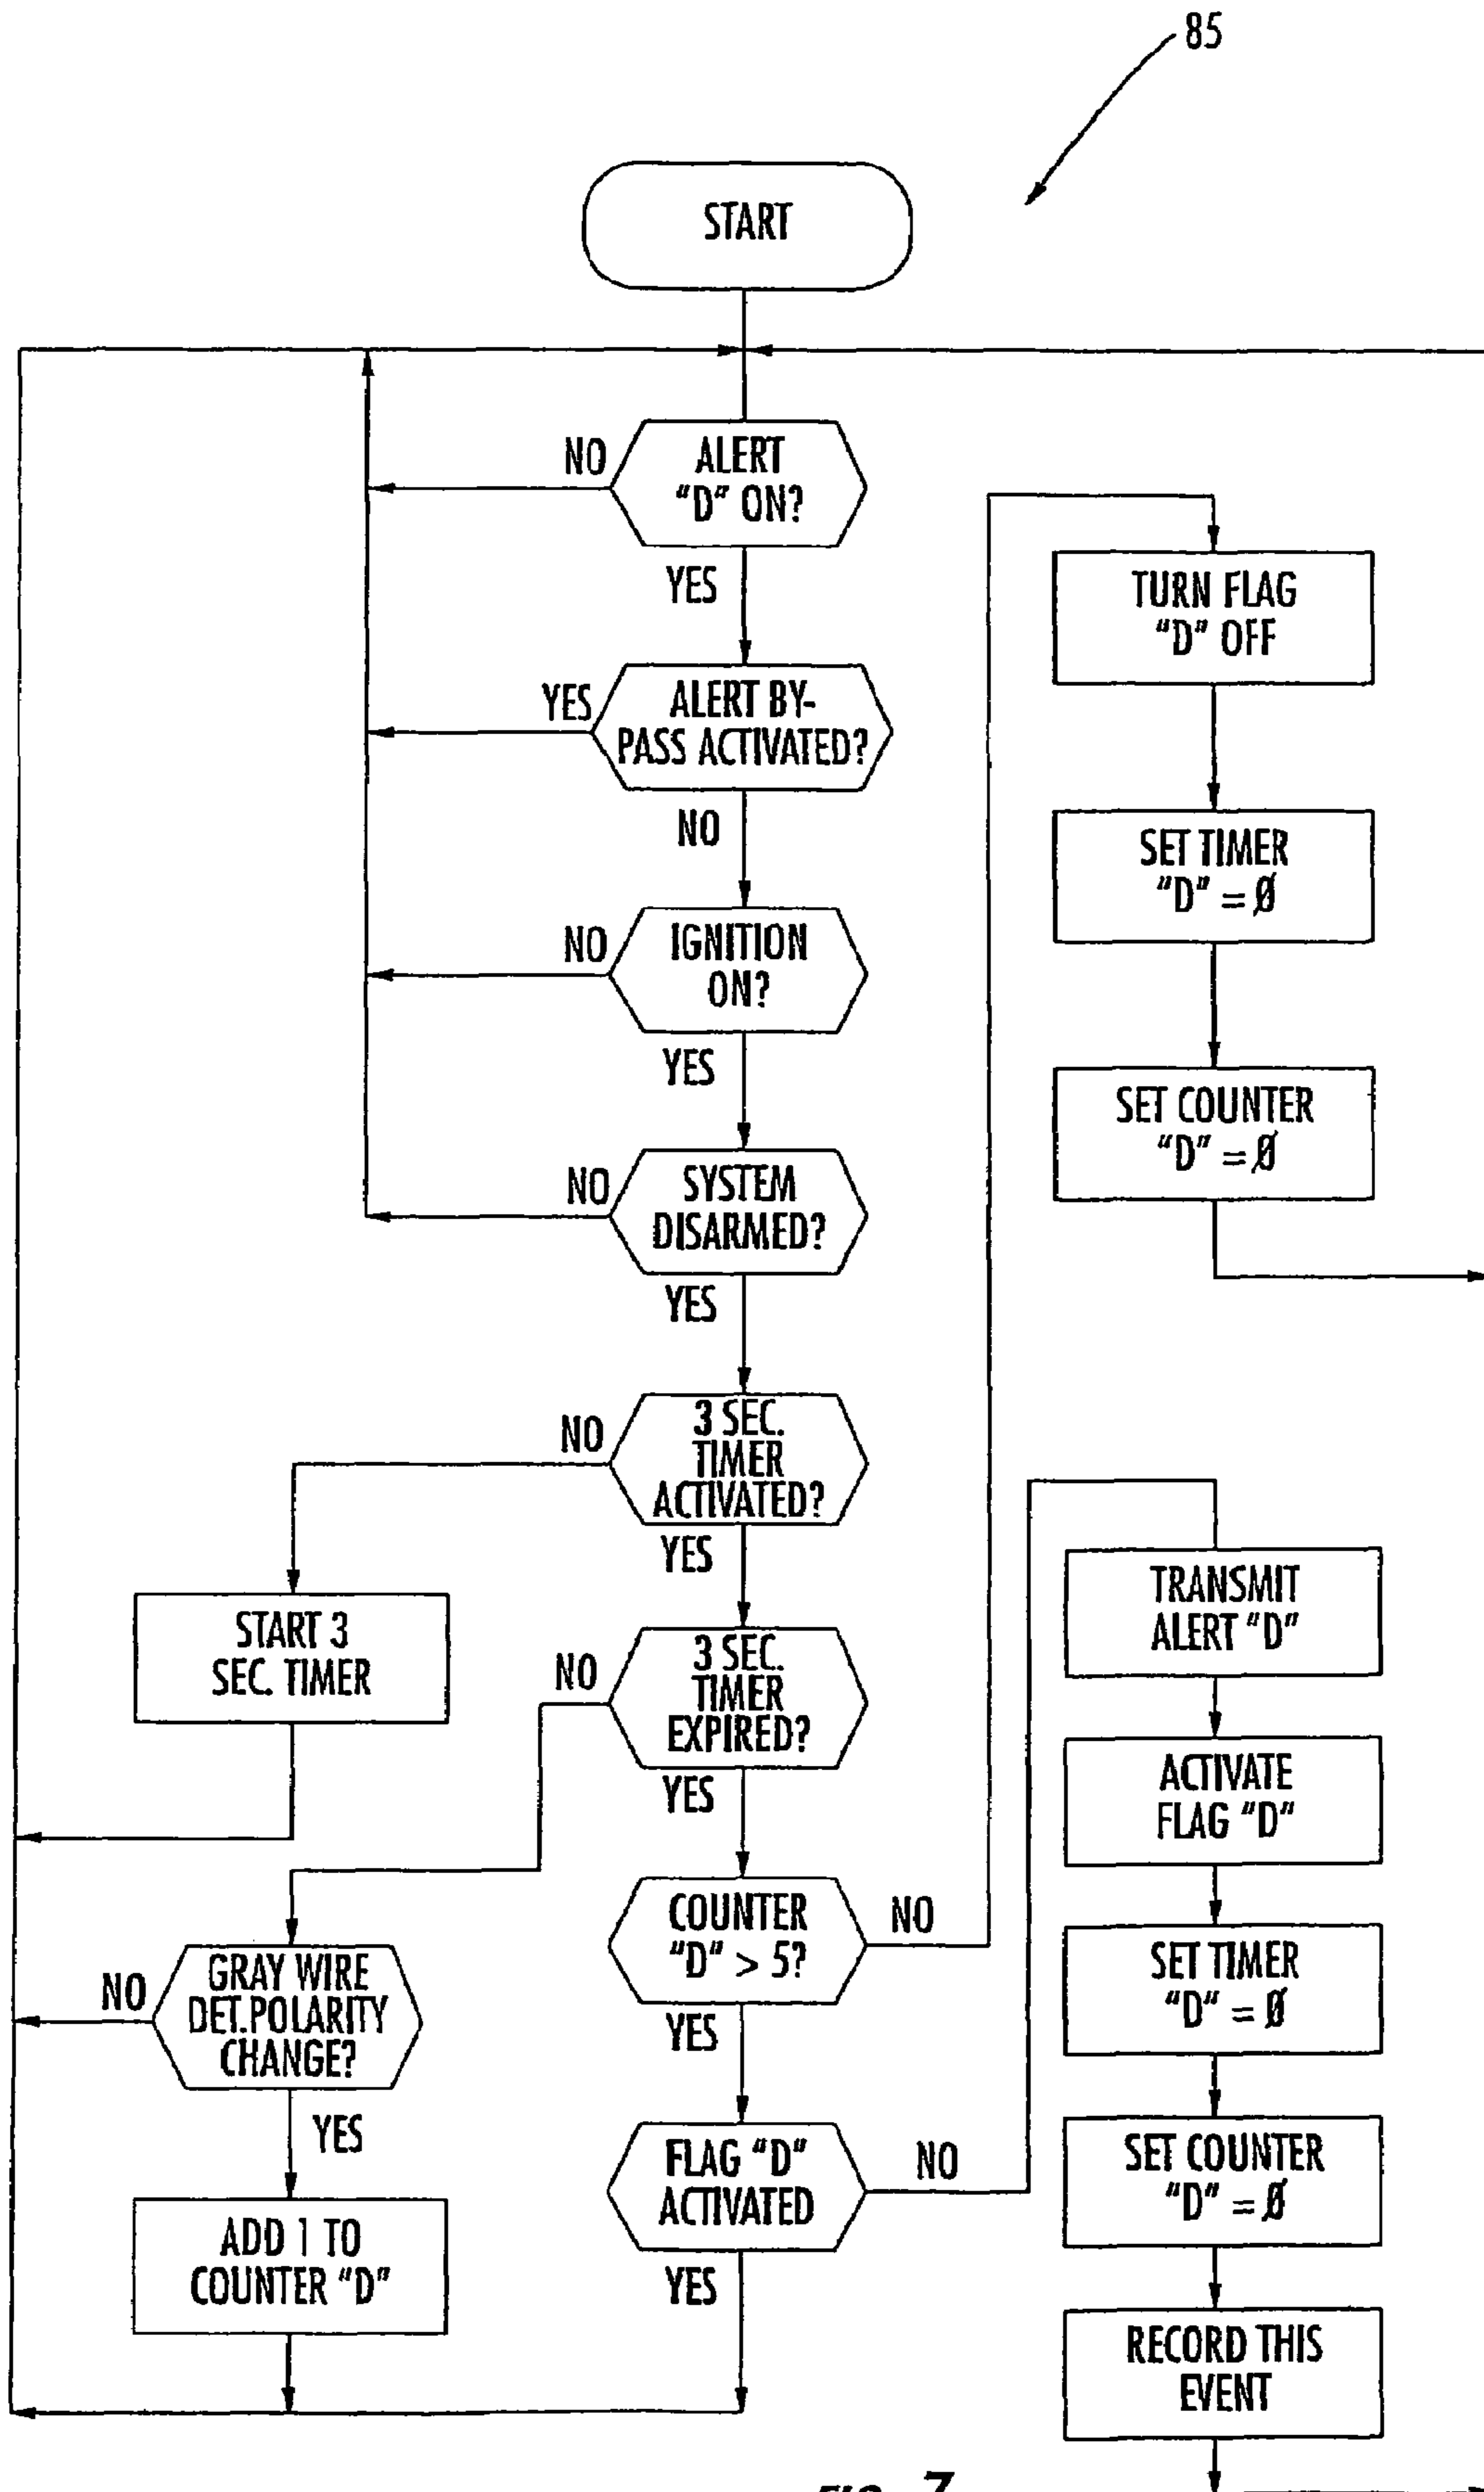 85
START
ALERT
"D" ON?
NO
YES
ALERT BY-
PASS ACTIVATED?
YES
NO
IGNITION
ON?
NO
YES
SYSTEM
DISARMED?
NO
YES
3 SEC.
TIMER
ACTIVATED?
NO
YES
START 3
SEC. TIMER
3 SEC.
TIMER
EXPIRED?
NO
YES
GRAY WIRE
DET.POLARITY
CHANGE?
NO
YES
ADD 1 TO
COUNTER "D"
COUNTER
"D" > 5?
NO
YES
FLAG "D"
ACTIVATED
NO
YES
TURN FLAG
"D" OFF
SET TIMER
"D" = Ø
SET COUNTER
"D" = Ø
TRANSMIT
ALERT "D"
ACTIVATE
FLAG "D"
SET TIMER
"D" = Ø
SET COUNTER
"D" = Ø
RECORD THIS
EVENT